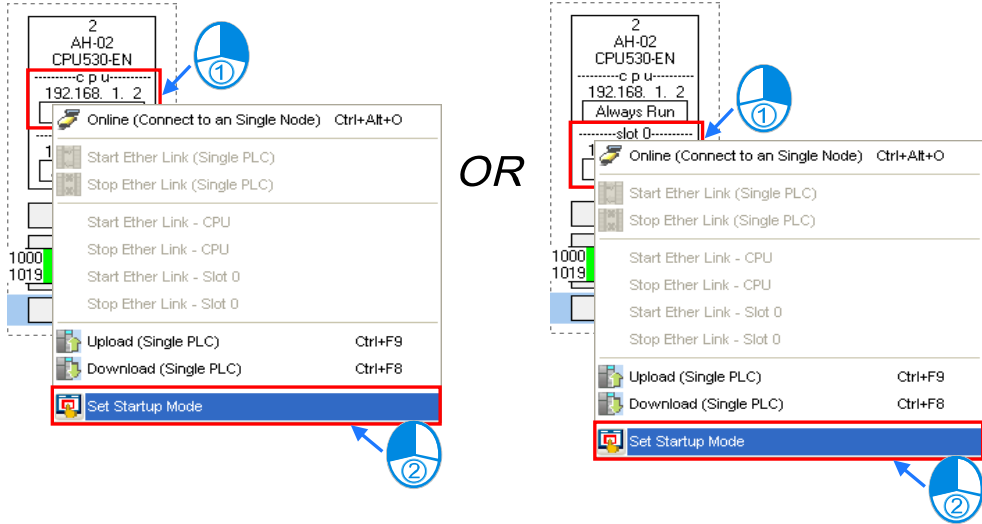 2
AH-02
CPU530-EN
--------c p u---------
192.168. 1. 2
①
Online (Connect to an Single Node) Ctrl+Alt+O
1
Start Ether Link (Single PLC)
Stop Ether Link (Single PLC)
Start Ether Link - CPU
Stop Ether Link - CPU
1000
1019
Start Ether Link - Slot 0
Stop Ether Link - Slot 0
Upload (Single PLC) Ctrl+F9
Download (Single PLC) Ctrl+F8
Set Startup Mode
②
OR
2
AH-02
CPU530-EN
--------c p u---------
192.168. 1. 2
Always Run
--------slot 0---------
①
1
Online (Connect to an Single Node) Ctrl+Alt+O
Start Ether Link (Single PLC)
Stop Ether Link (Single PLC)
1000
1019
Start Ether Link - CPU
Stop Ether Link - CPU
Start Ether Link - Slot 0
Stop Ether Link - Slot 0
Upload (Single PLC) Ctrl+F9
Download (Single PLC) Ctrl+F8
Set Startup Mode
②